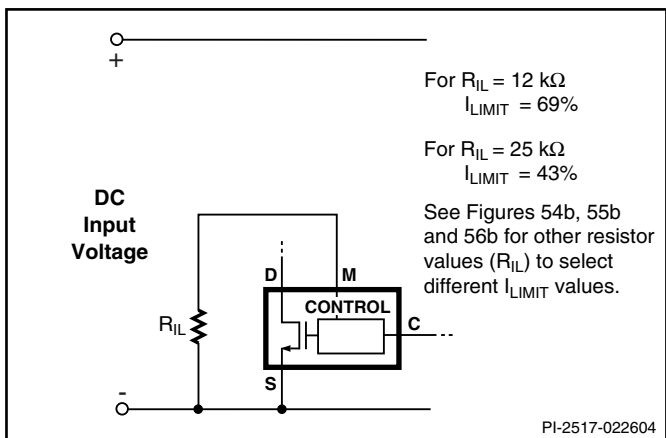 +
For R_IL = 12 kΩ
I_LIMIT = 69%
For R_IL = 25 kΩ
I_LIMIT = 43%
See Figures 54b, 55b
and 56b for other resistor
values (R_IL) to select
different I_LIMIT values.
DC
Input
Voltage
D M
CONTROL
C
R_IL
S
-
PI-2517-022604